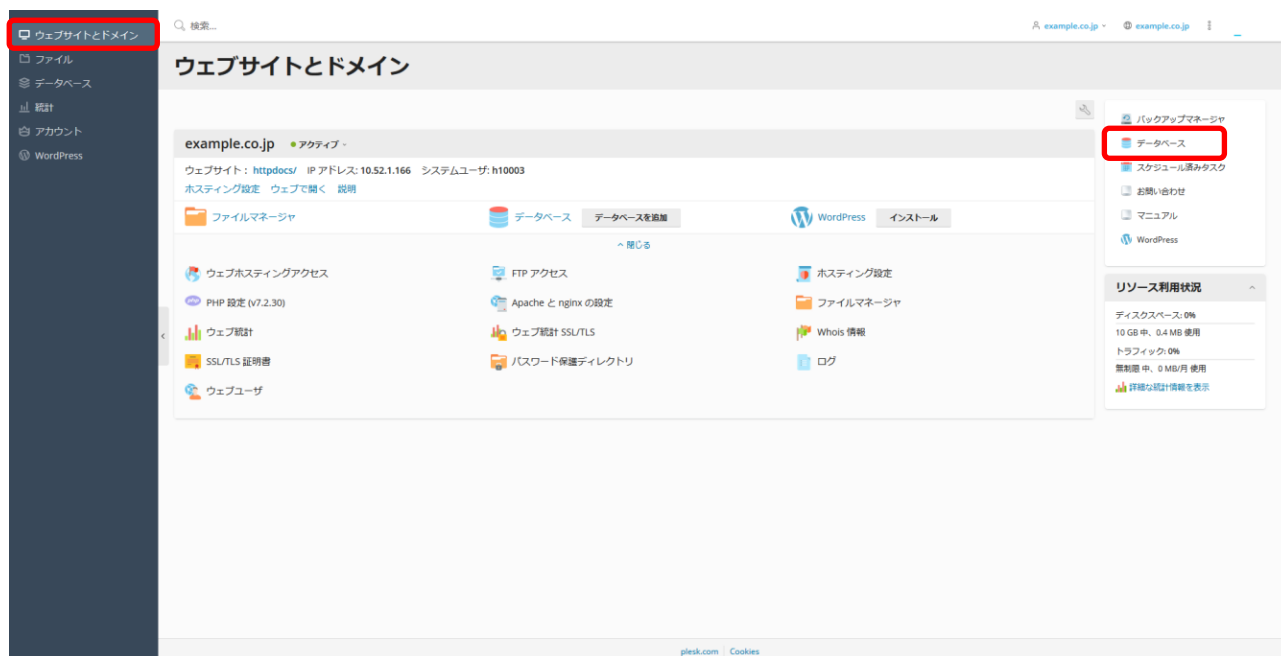 ウェブサイトとドメイン
ファイル
データベース
統計
アカウント
WordPress
検索...
example.co.jp
example.co.jp
ウェブサイトとドメイン
example.co.jp アクティブ
ウェブサイト : httpdocs/ IP アドレス: 10.52.1.166 システムユーザ: h10003
ホスティング設定 ウェブで開く 説明
ファイルマネージャ データベース データベースを追加 WordPress インストール
閉じる
ウェブホスティングアクセス FTP アクセス ホスティング設定
PHP 設定 (v7.2.30) Apache と nginx の設定 ファイルマネージャ
ウェブ統計 ウェブ統計 SSL/TLS Whois 情報
SSL/TLS 証明書 パスワード保護ディレクトリ ログ
ウェブユーザ
バックアップマネージャ
データベース
スケジュール済みタスク
お問い合わせ
マニュアル
WordPress
リソース利用状況
ディスクスペース: 0%
10 GB 中、0.4 MB 使用
トラフィック: 0%
無制限 中、0 MB/月 使用
詳細な統計情報を表示
plesk.com Cookies